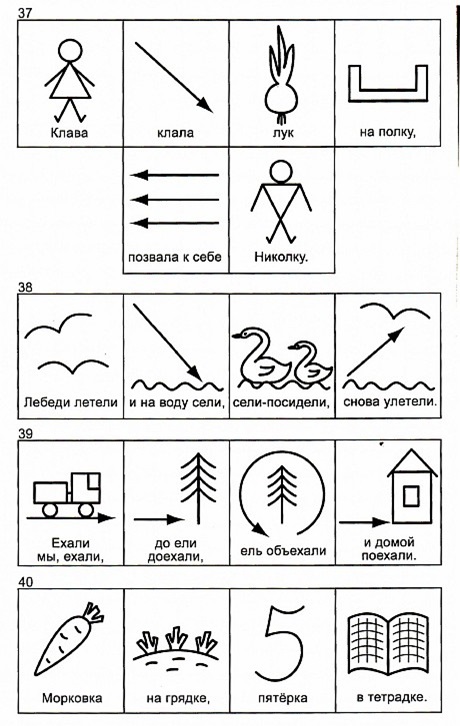 37
Клава клала лук на полку,
позвала к себе Николку.
38
Лебеди летели и на воду сели, сели-посидели, снова улетели.
39
Ехали
мы, ехали,
до ели
доехали,
ель объехали
и домой
поехали.
40
5
Морковка на грядке, пятёрка в тетрадке.